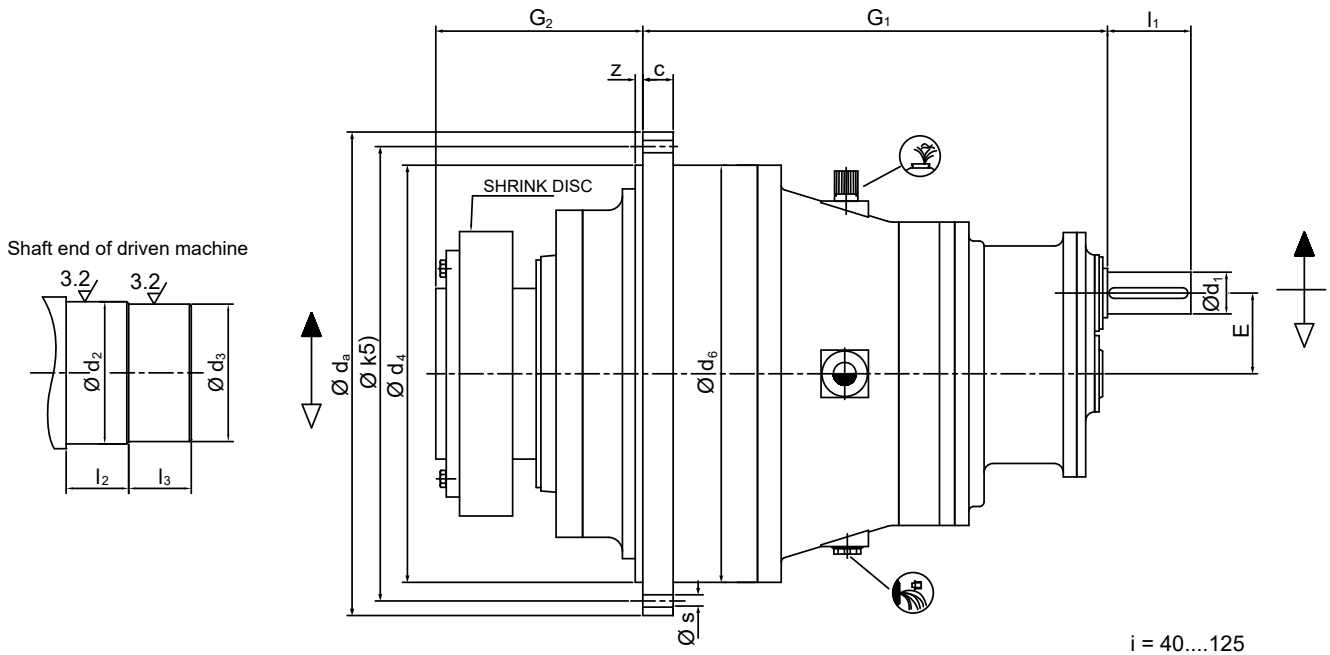 G₂
G₁
l₁
z
c
SHRINK DISC
Shaft end of driven machine
3.2
3.2
Ø d₂
Ø d₃
l₂
l₃
Ø dₐ
Ø k5)
Ø d₄
Ø d₆
Ø s
Ød₁
E
i = 40....125